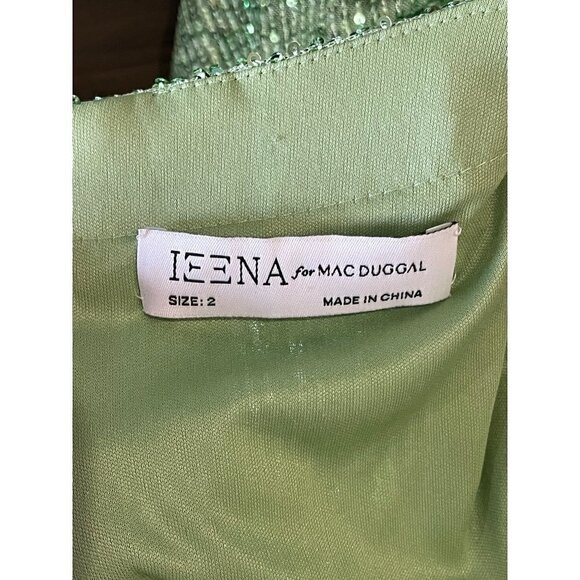 IEENA for MAC DUGGAL
SIZE: 2 MADE IN CHINA